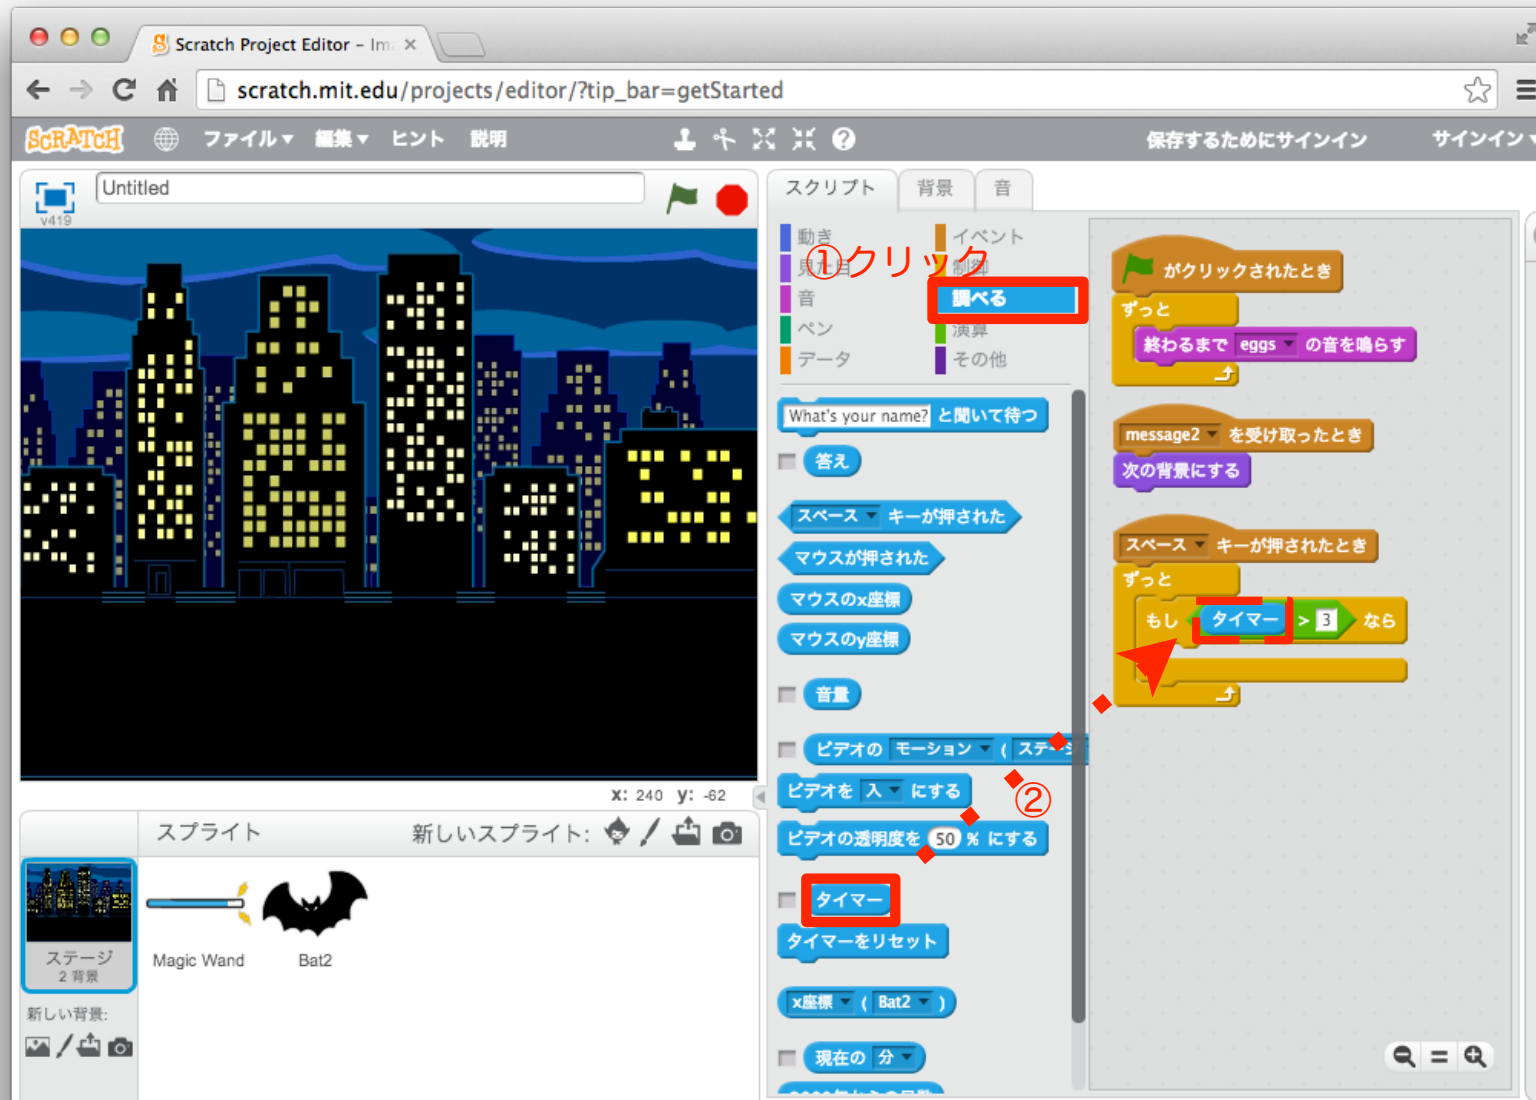 Scratch Project Editor – Im
scratch.mit.edu/projects/editor/?tip_bar=getStarted
SCRATCH
ファイル▼ 編集▼ ヒント 説明
保存するためにサインイン サインイン
v419
Untitled
x: 240 y: -62
スプライト 新しいスプライト:
ステージ
2 背景
Magic Wand
Bat2
新しい背景:
スクリプト 背景 音
動き
見た目
音
ペン
データ
イベント
制御
調べる
演算
その他
①クリック
What's your name? と聞いて待つ
答え
スペース キーが押された
マウスが押された
マウスのx座標
マウスのy座標
音量
ビデオの モーション ( ステージ
ビデオを 入 にする
ビデオの透明度を 50 % にする
タイマー
タイマーをリセット
x座標 ( Bat2 )
現在の 分
②
がクリックされたとき
ずっと
終わるまで eggs の音を鳴らす
message2 を受け取ったとき
次の背景にする
スペース キーが押されたとき
ずっと
もし タイマー > 3 なら